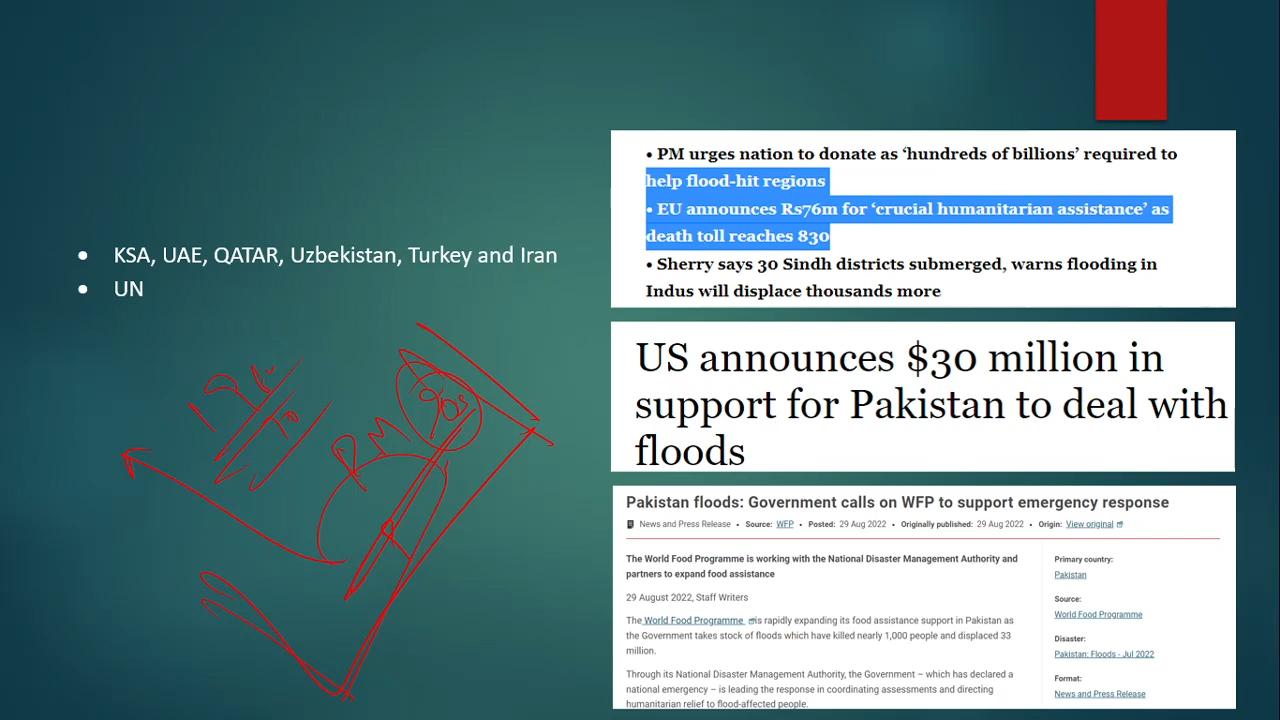 KSA, UAE, QATAR, Uzbekistan, Turkey and Iran
UN
• PM urges nation to donate as ‘hundreds of billions’ required to
help flood-hit regions
• EU announces Rs76m for ‘crucial humanitarian assistance’ as
death toll reaches 830
• Sherry says 30 Sindh districts submerged, warns flooding in
Indus will displace thousands more
US announces $30 million in
support for Pakistan to deal with
floods
Pakistan floods: Government calls on WFP to support emergency response
News and Press Release • Source: WFP • Posted: 29 Aug 2022 • Originally published: 29 Aug 2022 • Origin: View original
The World Food Programme is working with the National Disaster Management Authority and
partners to expand food assistance
29 August 2022, Staff Writers
The World Food Programme is rapidly expanding its food assistance support in Pakistan as
the Government takes stock of floods which have killed nearly 1,000 people and displaced 33
million.
Through its National Disaster Management Authority, the Government – which has declared a
national emergency – is leading the response in coordinating assessments and directing
humanitarian relief to flood-affected people.
Primary country:
Pakistan
Source:
World Food Programme
Disaster:
Pakistan: Floods - Jul 2022
Format:
News and Press Release